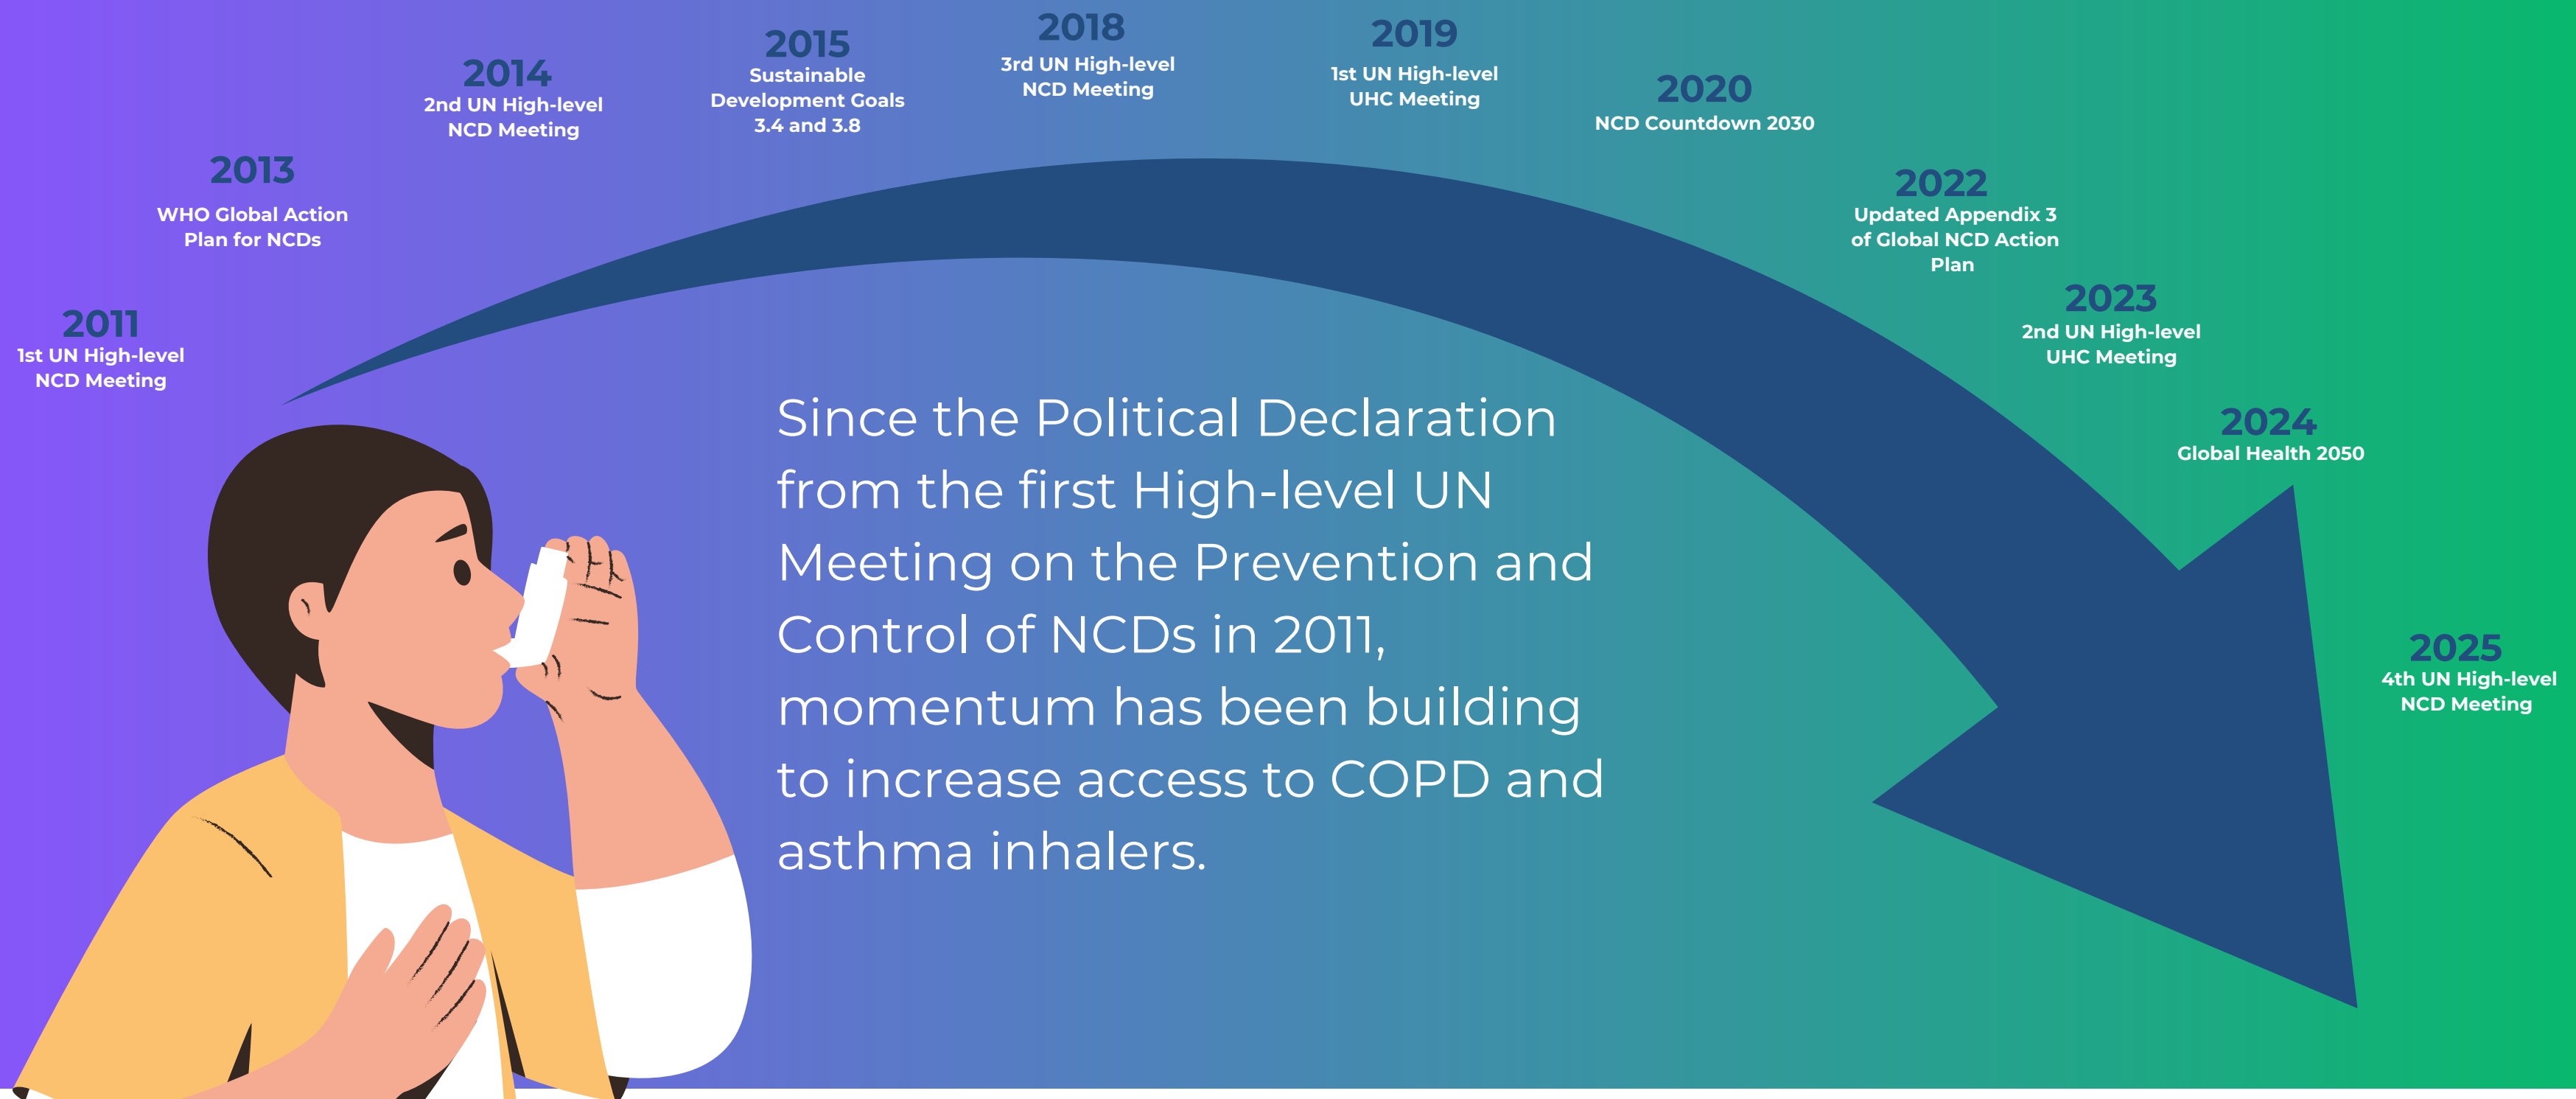 2011
1st UN High-level
NCD Meeting
2013
WHO Global Action
Plan for NCDs
2014
2nd UN High-level
NCD Meeting
2015
Sustainable
Development Goals
3.4 and 3.8
2018
3rd UN High-level
NCD Meeting
2019
1st UN High-level
UHC Meeting
2020
NCD Countdown 2030
2022
Updated Appendix 3
of Global NCD Action
Plan
2023
2nd UN High-level
UHC Meeting
2024
Global Health 2050
2025
4th UN High-level
NCD Meeting
Since the Political Declaration
from the first High-level UN
Meeting on the Prevention and
Control of NCDs in 2011,
momentum has been building
to increase access to COPD and
asthma inhalers.